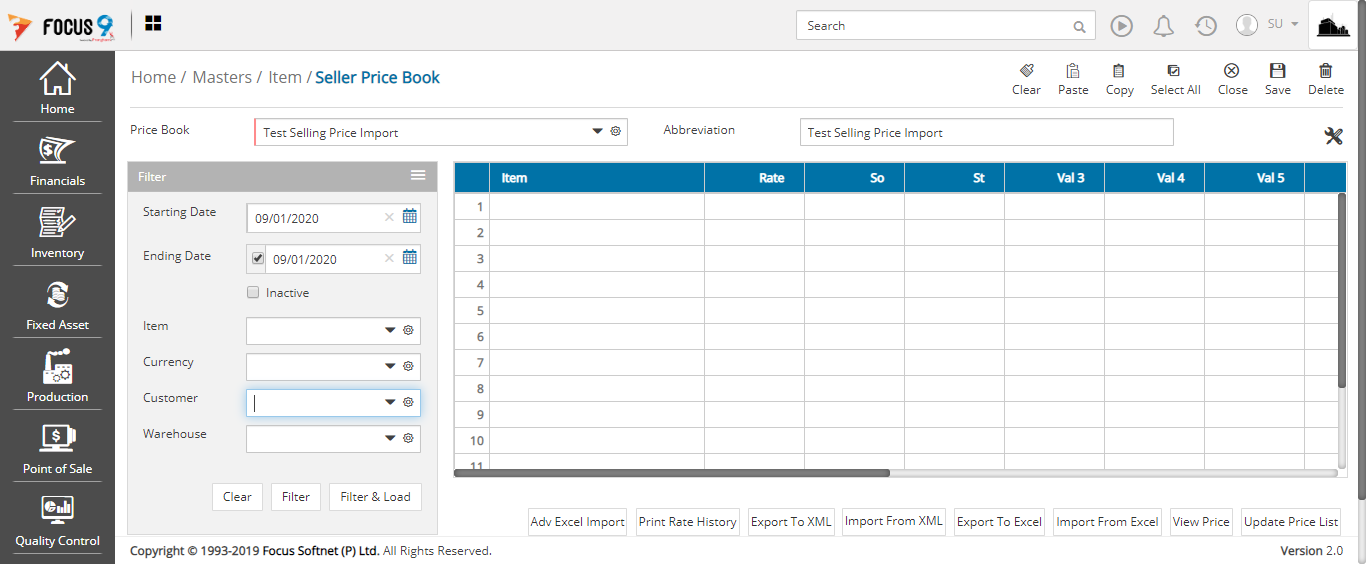 FOCUS 9
Search
SU
Home
Financials
Inventory
Fixed Asset
Production
Point of Sale
Quality Control
Home / Masters / Item / Seller Price Book
Clear Paste Copy Select All Close Save Delete
Price Book Test Selling Price Import Abbreviation Test Selling Price Import
Filter
Starting Date 09/01/2020
Ending Date 09/01/2020
Inactive
Item
Currency
Customer
Warehouse
Clear Filter Filter & Load
Item Rate So St Val 3 Val 4 Val 5
1
2
3
4
5
6
7
8
9
10
11
Adv Excel Import Print Rate History Export To XML Import From XML Export To Excel Import From Excel View Price Update Price List
Copyright © 1993-2019 Focus Softnet (P) Ltd. All Rights Reserved. Version 2.0